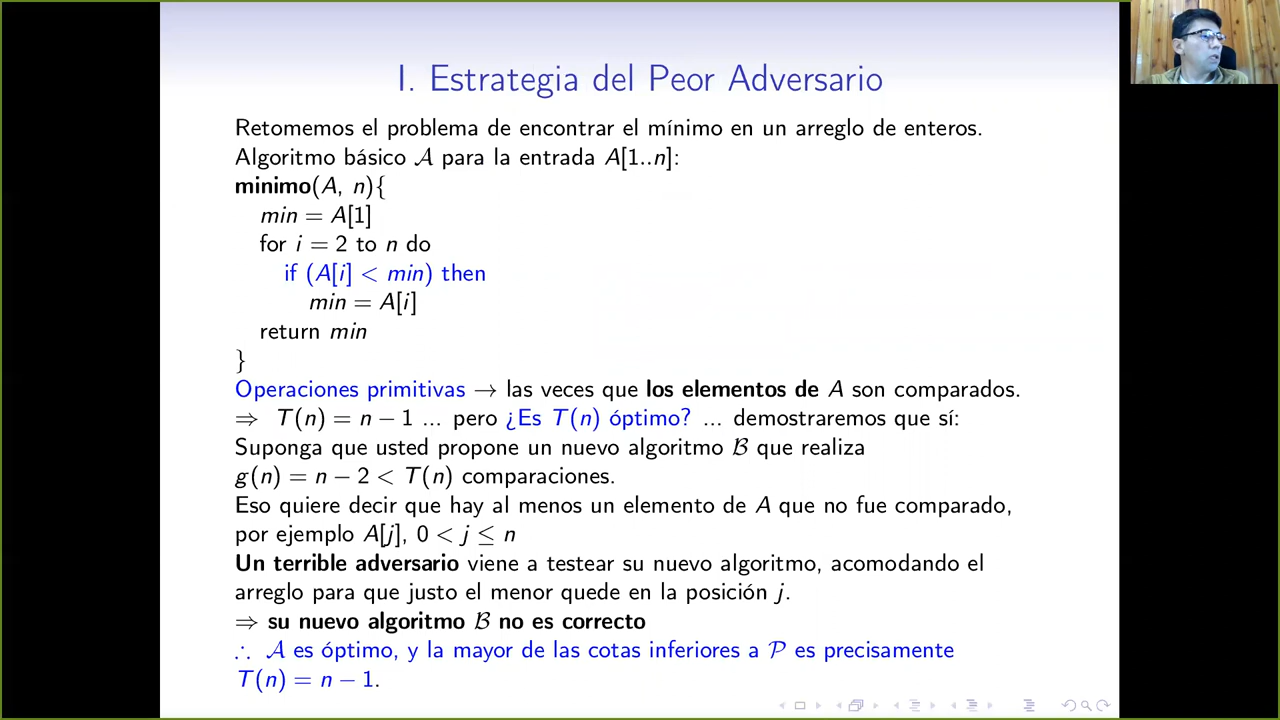 I. Estrategia del Peor Adversario
Retomemos el problema de encontrar el mínimo en un arreglo de enteros.
Algoritmo básico 𝒜 para la entrada A[1..n]:
minimo(A, n){
min = A[1]
for i = 2 to n do
if (A[i] < min) then
min = A[i]
return min
}
Operaciones primitivas → las veces que los elementos de A son comparados.
⇒ T(n) = n − 1 ... pero ¿Es T(n) óptimo? ... demostraremos que sí:
Suponga que usted propone un nuevo algoritmo ℬ que realiza
g(n) = n − 2 < T(n) comparaciones.
Eso quiere decir que hay al menos un elemento de A que no fue comparado,
por ejemplo A[j], 0 < j ≤ n
Un terrible adversario viene a testear su nuevo algoritmo, acomodando el
arreglo para que justo el menor quede en la posición j.
⇒ su nuevo algoritmo ℬ no es correcto
∴ 𝒜 es óptimo, y la mayor de las cotas inferiores a 𝒫 es precisamente
T(n) = n − 1.